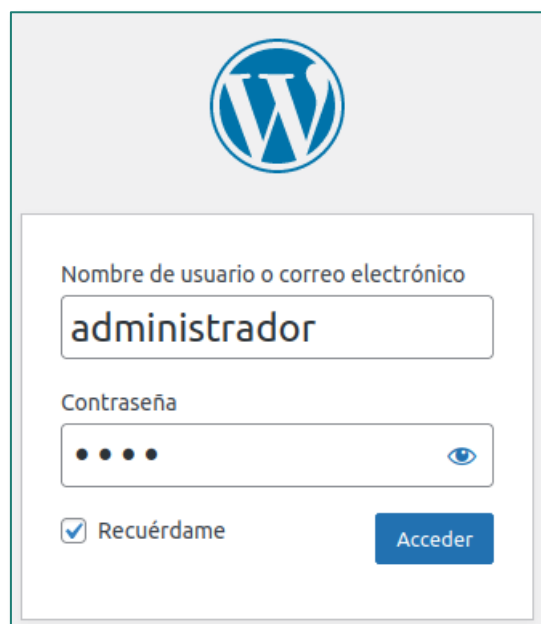 Nombre de usuario o correo electrónico
administrador
Contraseña
••••
Recuérdame
Acceder